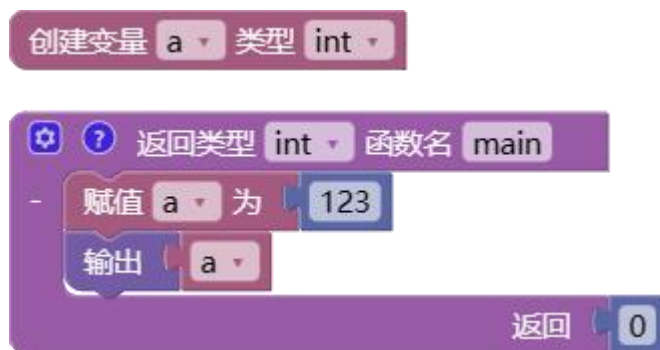 创建变量 a 类型 int
? 返回类型 int 函数名 main
- 赋值 a 为 123
输出 a
返回 0